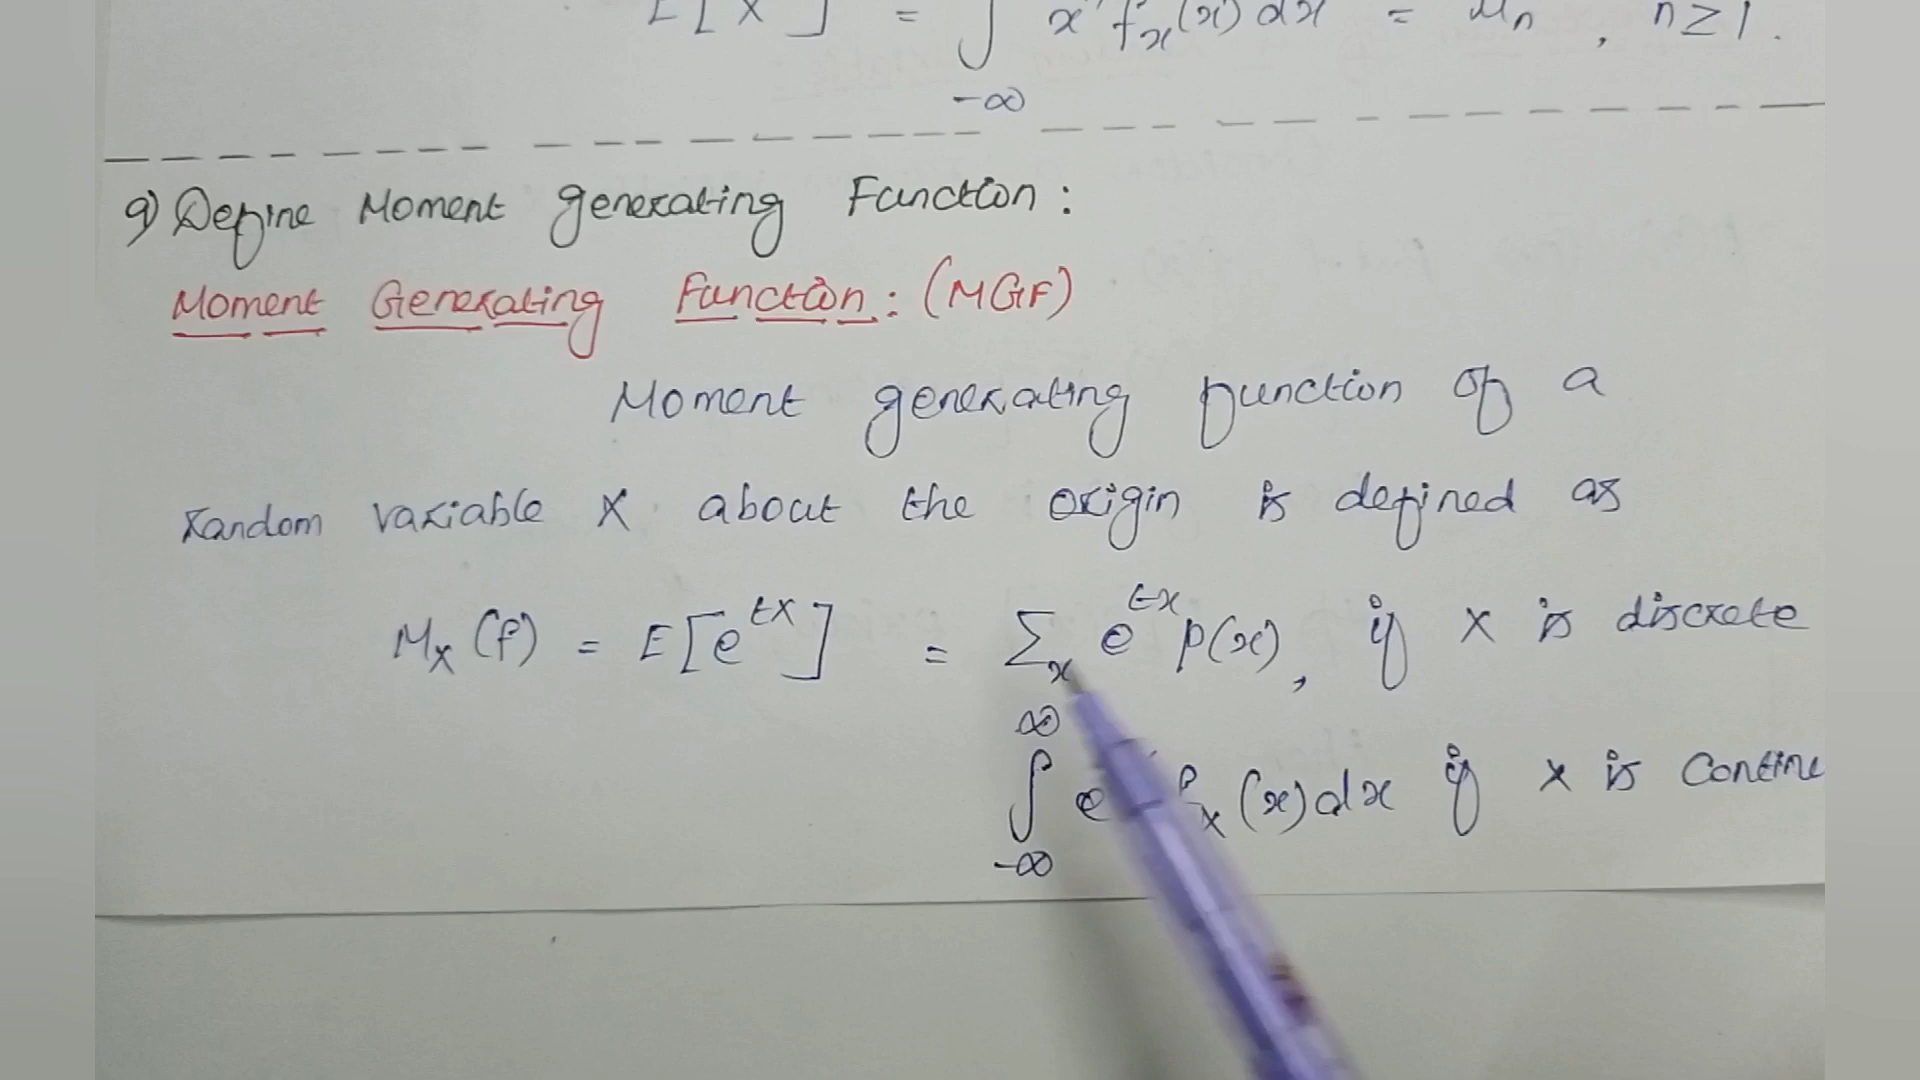 E[X ] = ∫ x f_x(x) dx = μ_n , n ≥ 1 .
-∞
9) Define Moment generating Function :
Moment Generating Function : (MGF)
Moment generating function of a
random variable X about the origin is defined as
M_X (t) = E[e^{tX}] = Σ_x e^{tx} p(x), if X is discrete
∞
∫ e f_X (x) dx if X is Continu
-∞